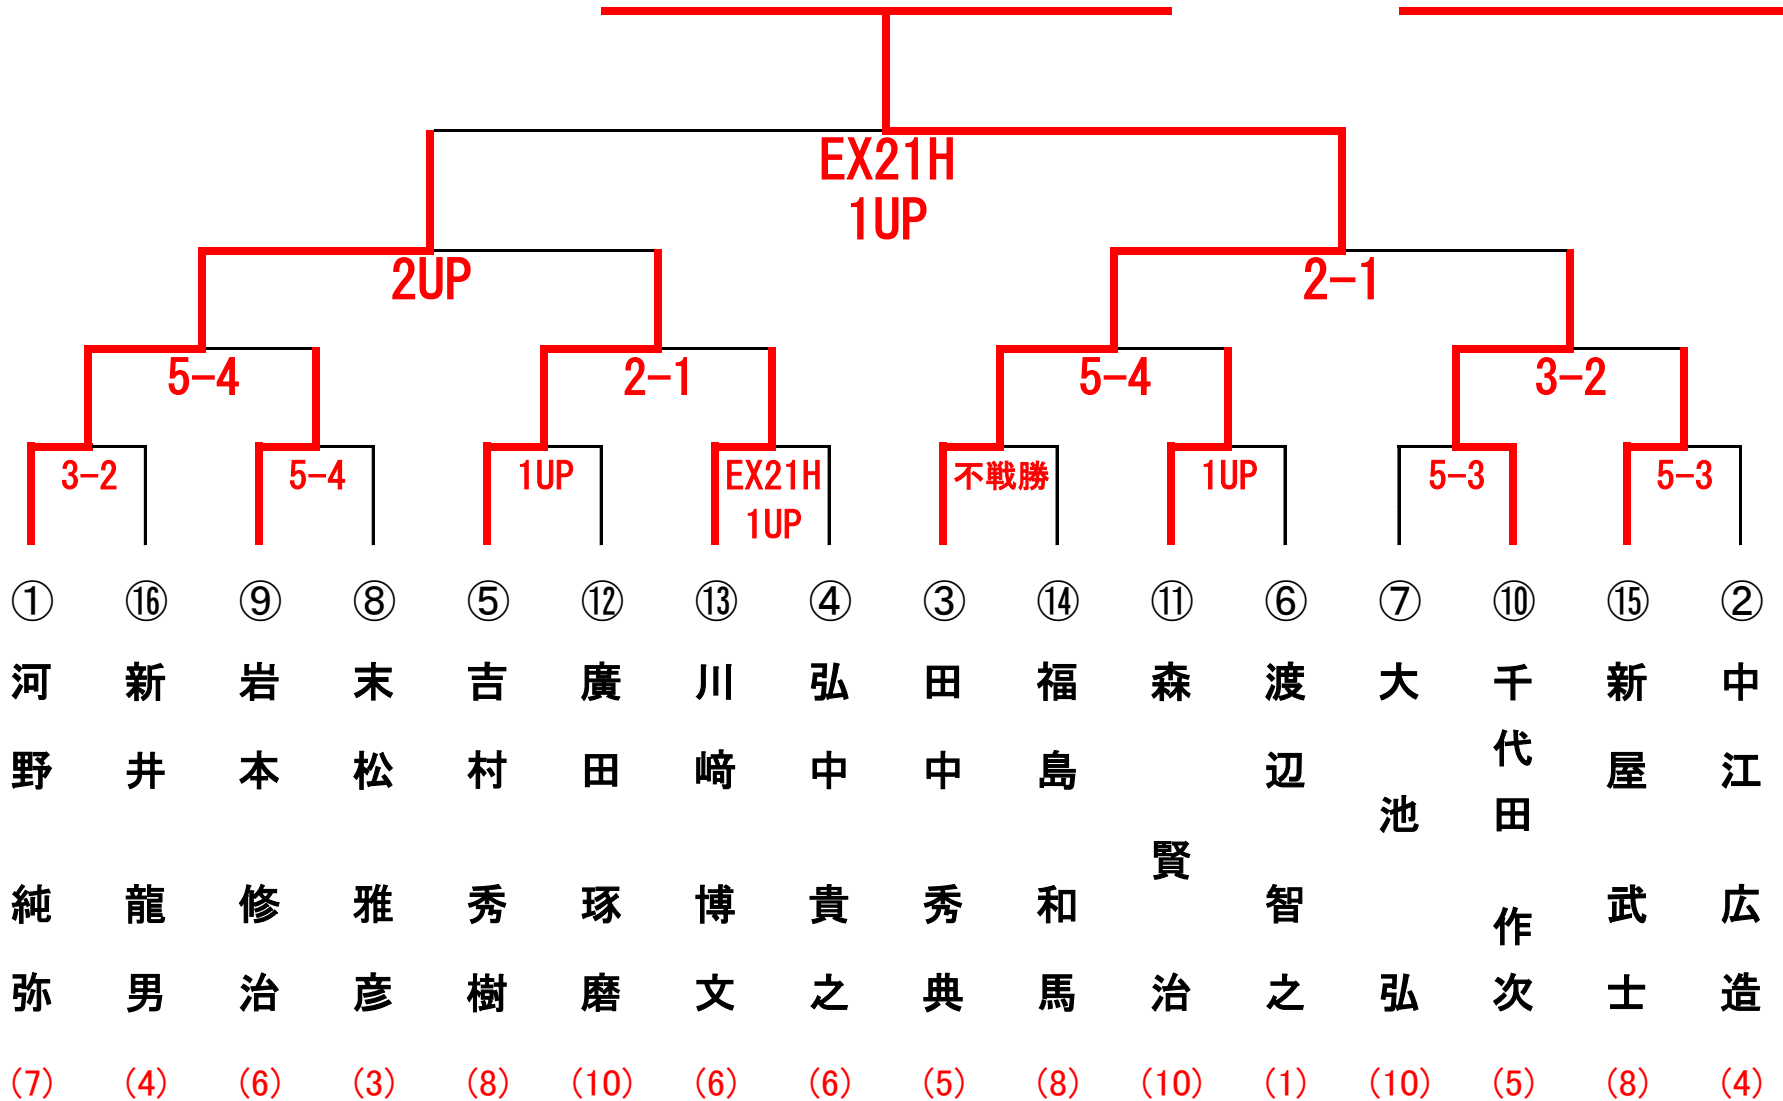 EX21H
1UP
2UP
2-1
5-4
2-1
5-4
3-2
3-2
5-4
1UP
EX21H
1UP
不戦勝
1UP
5-3
5-3
① ⑯ ⑨ ⑧ ⑤ ⑫ ⑬ ④ ③ ⑭ ⑪ ⑥ ⑦ ⑩ ⑮ ②
河野 純弥
新井 龍男
岩本 修治
末松 雅彦
吉村 秀樹
廣田 琢磨
川﨑 博文
弘中 貴之
田中 秀典
福島 和馬
森 賢治
渡辺 智之
大池 弘
千代田 作次
新屋 武士
中江 広造
(7) (4) (6) (3) (8) (10) (6) (6) (5) (8) (10) (1) (10) (5) (8) (4)